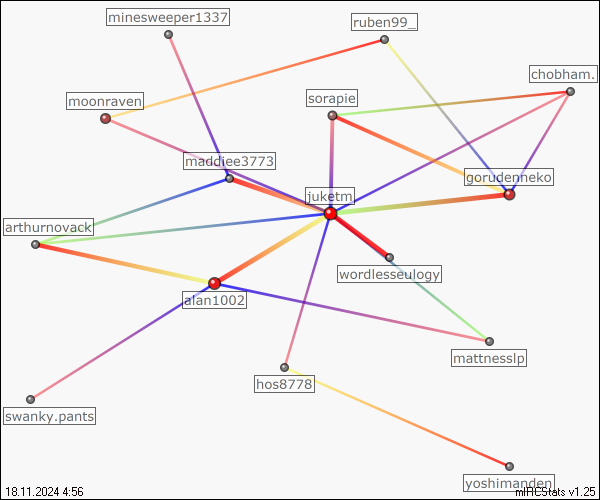 minesweeper1337
ruben99_
chobham.
moonraven
sorapie
maddiee3773
gorudenneko
juketm
arthurnovack
wordlesseulogy
alan1002
mattnesslp
hos8778
swanky.pants
yoshimanden
18.11.2024 4:56
mIRCStats v1.25